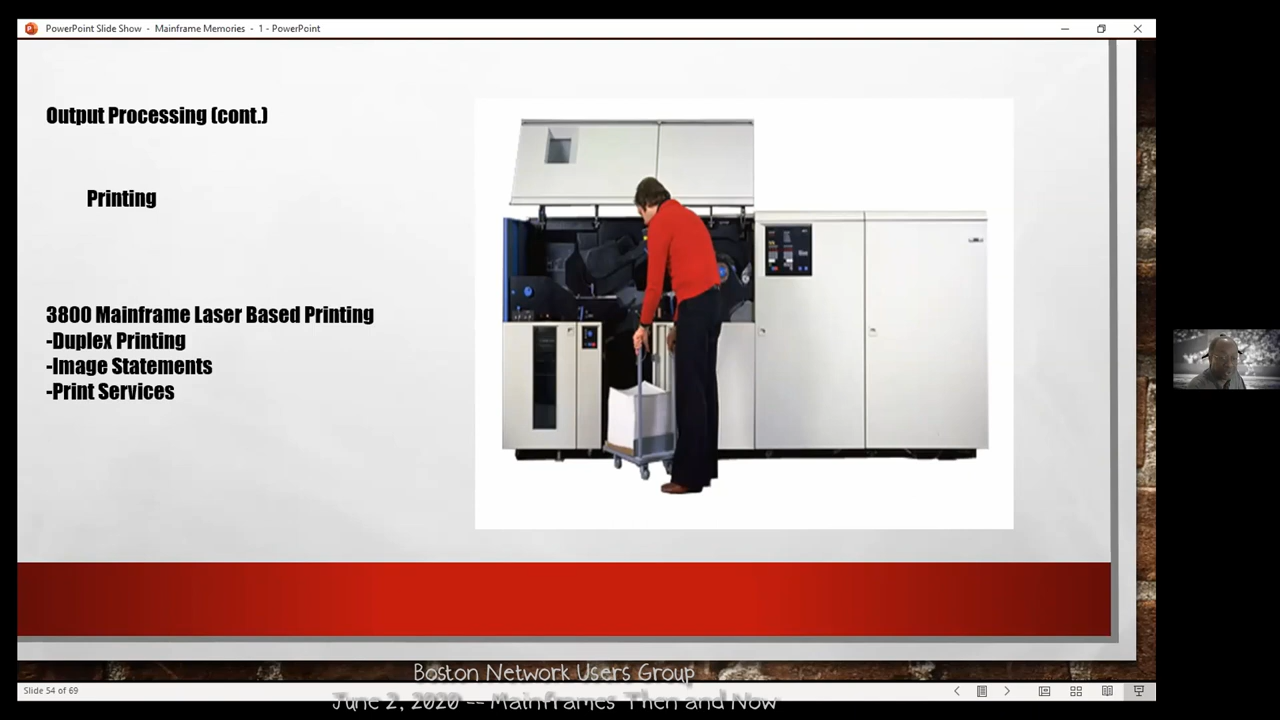 PowerPoint Slide Show - Mainframe Memories - 1 - PowerPoint
Output Processing (cont.)
Printing
3800 Mainframe Laser Based Printing
-Duplex Printing
-Image Statements
-Print Services
Boston Network Users Group
Slide 54 of 69
June 2, 2020 -- Mainframes Then and Now